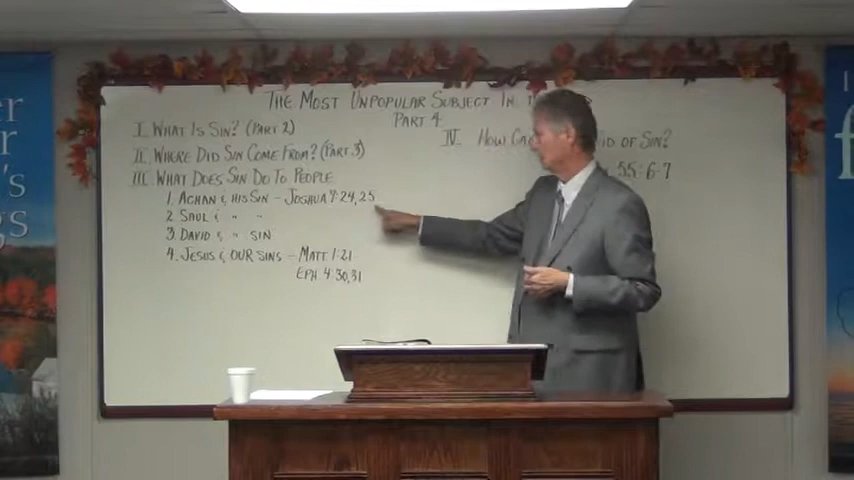 THE MOST UNPOPULAR SUBJECT IN
PART 4
I. WHAT IS SIN? (PART 2)
II. WHERE DID SIN COME FROM? (PART 3)
III. WHAT DOES SIN DO TO PEOPLE
1. ACHAN & HIS SIN - JOSHUA 7:24,25
2. SAUL & " "
3. DAVID & " SIN
4. JESUS & OUR SINS - MATT 1:21
EPH 4:30,31
IV HOW OF SIN?
55:6-7
er
r
's
gs